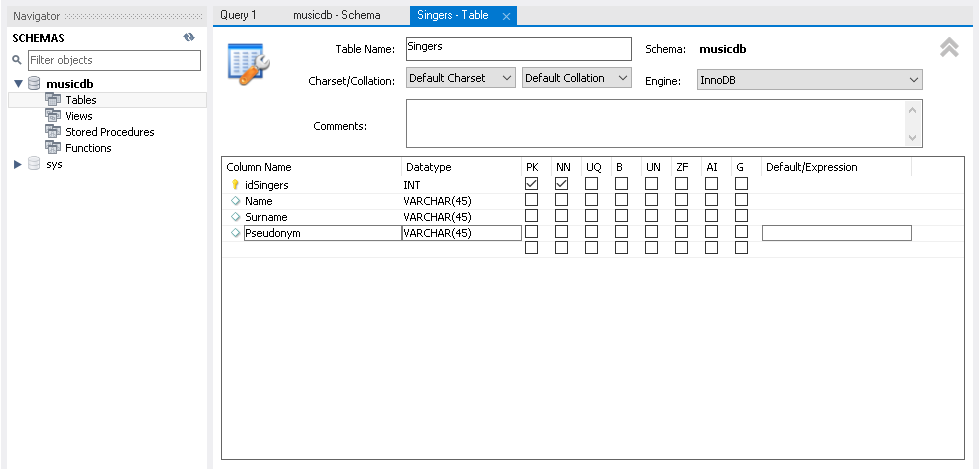 Navigator
Query 1
musicdb - Schema
Singers - Table
SCHEMAS
Filter objects
musicdb
Tables
Views
Stored Procedures
Functions
sys
Table Name: Singers Schema: musicdb
Charset/Collation: Default Charset Default Collation Engine: InnoDB
Comments:
Column Name Datatype PK NN UQ B UN ZF AI G Default/Expression
idSingers INT
Name VARCHAR(45)
Surname VARCHAR(45)
Pseudonym VARCHAR(45)